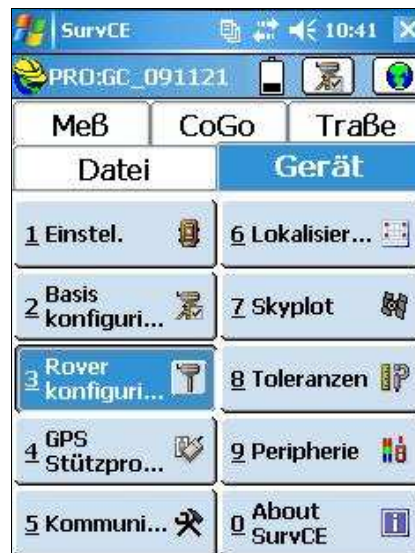 SurvCE 10:41
PRO:GC_091121
Meß CoGo Traße
Datei Gerät
1 Einstel.
6 Lokalisier...
2 Basis
konfiguri...
7 Skyplot
3 Rover
konfiguri...
8 Toleranzen
4 GPS
Stützpro...
9 Peripherie
5 Kommuni...
0 About
SurvCE